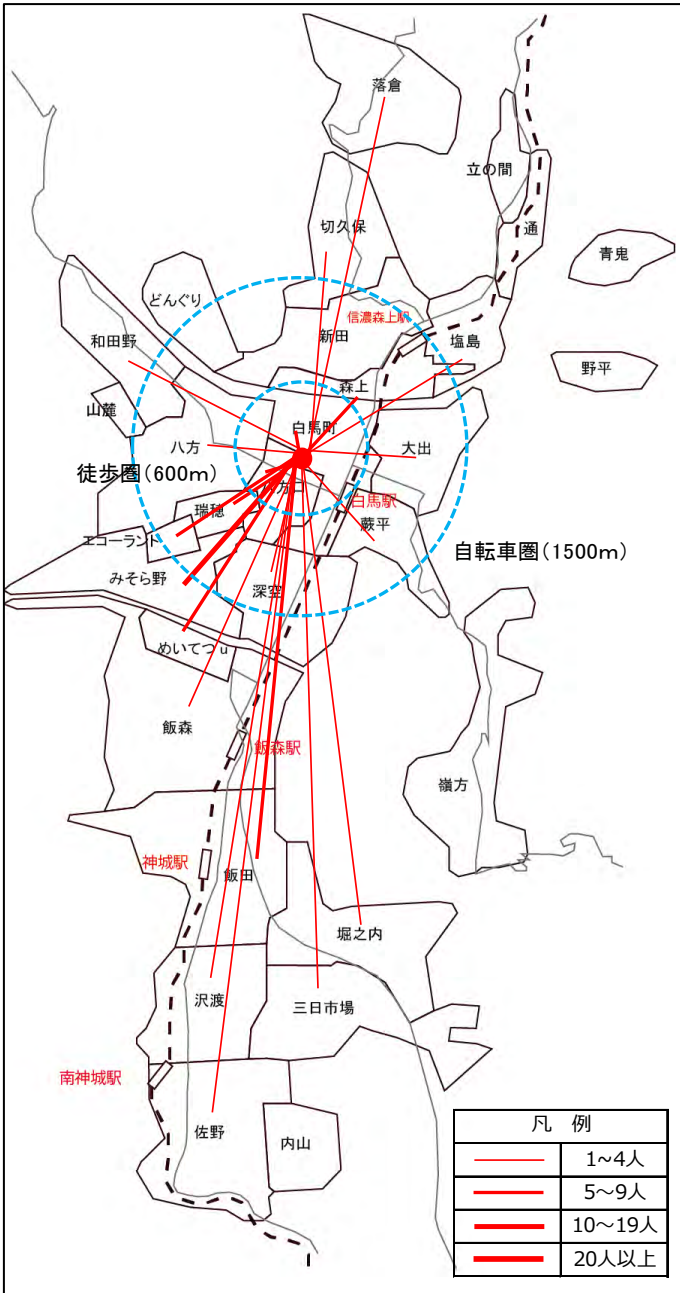 落倉
立の間
切久保
通
青鬼
どんぐり
信濃森上駅
新田
和田野
塩島
野平
森上
山麓
白馬町
八方
大出
徒歩圏(600m)
方口
白馬駅
瑞穂
蕨平
エコーラント
自転車圏(1500m)
みそら野
深空
めいてつu
飯森
飯森駅
嶺方
神城駅
飯田
堀之内
沢渡
三日市場
南神城駅
佐野
内山
凡 例
1~4人
5～9人
10～19人
20人以上